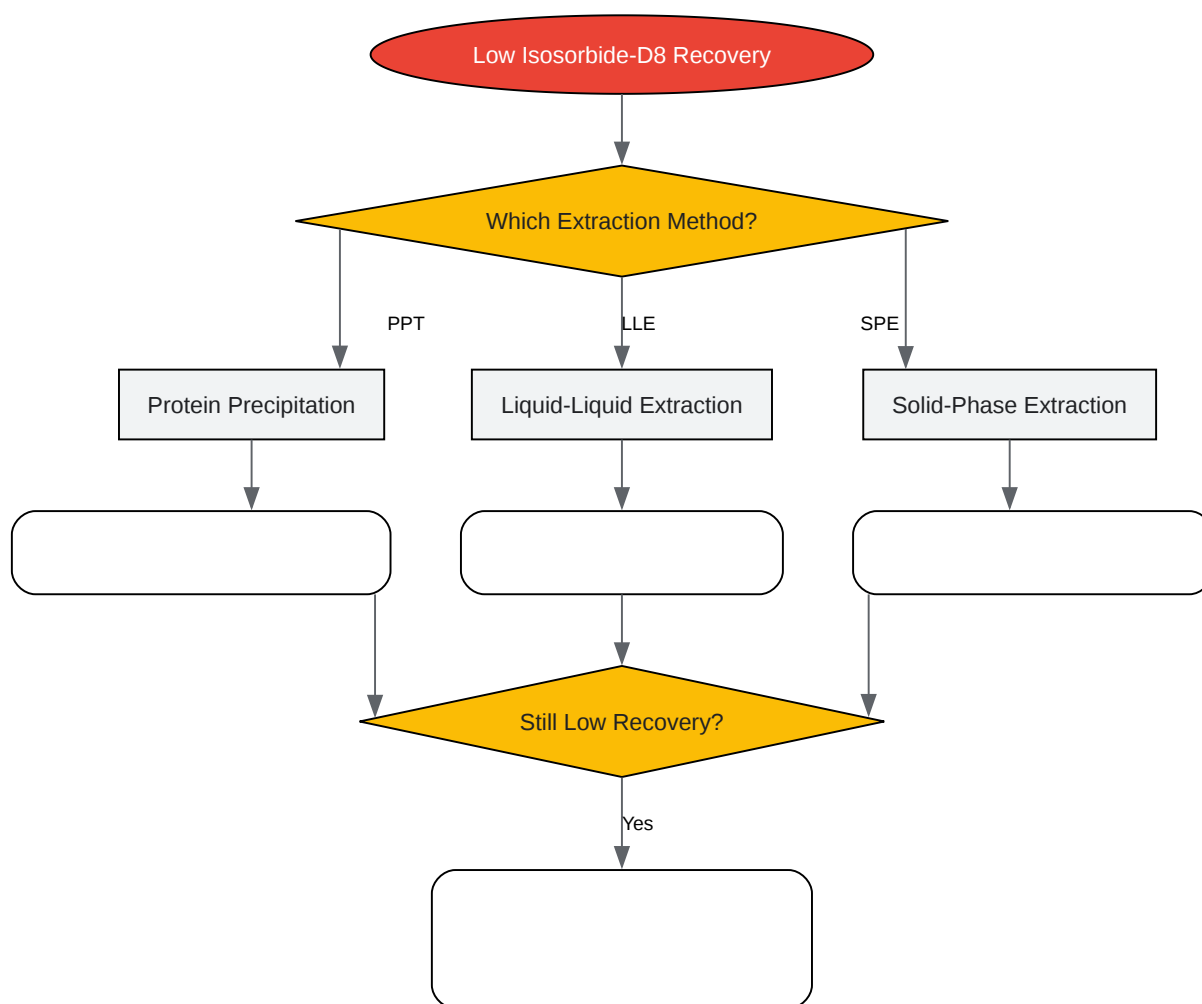 Low Isosorbide-D8 Recovery
Which Extraction Method?
PPT
LLE
SPE
Protein Precipitation
Liquid-Liquid Extraction
Solid-Phase Extraction
Still Low Recovery?
Yes